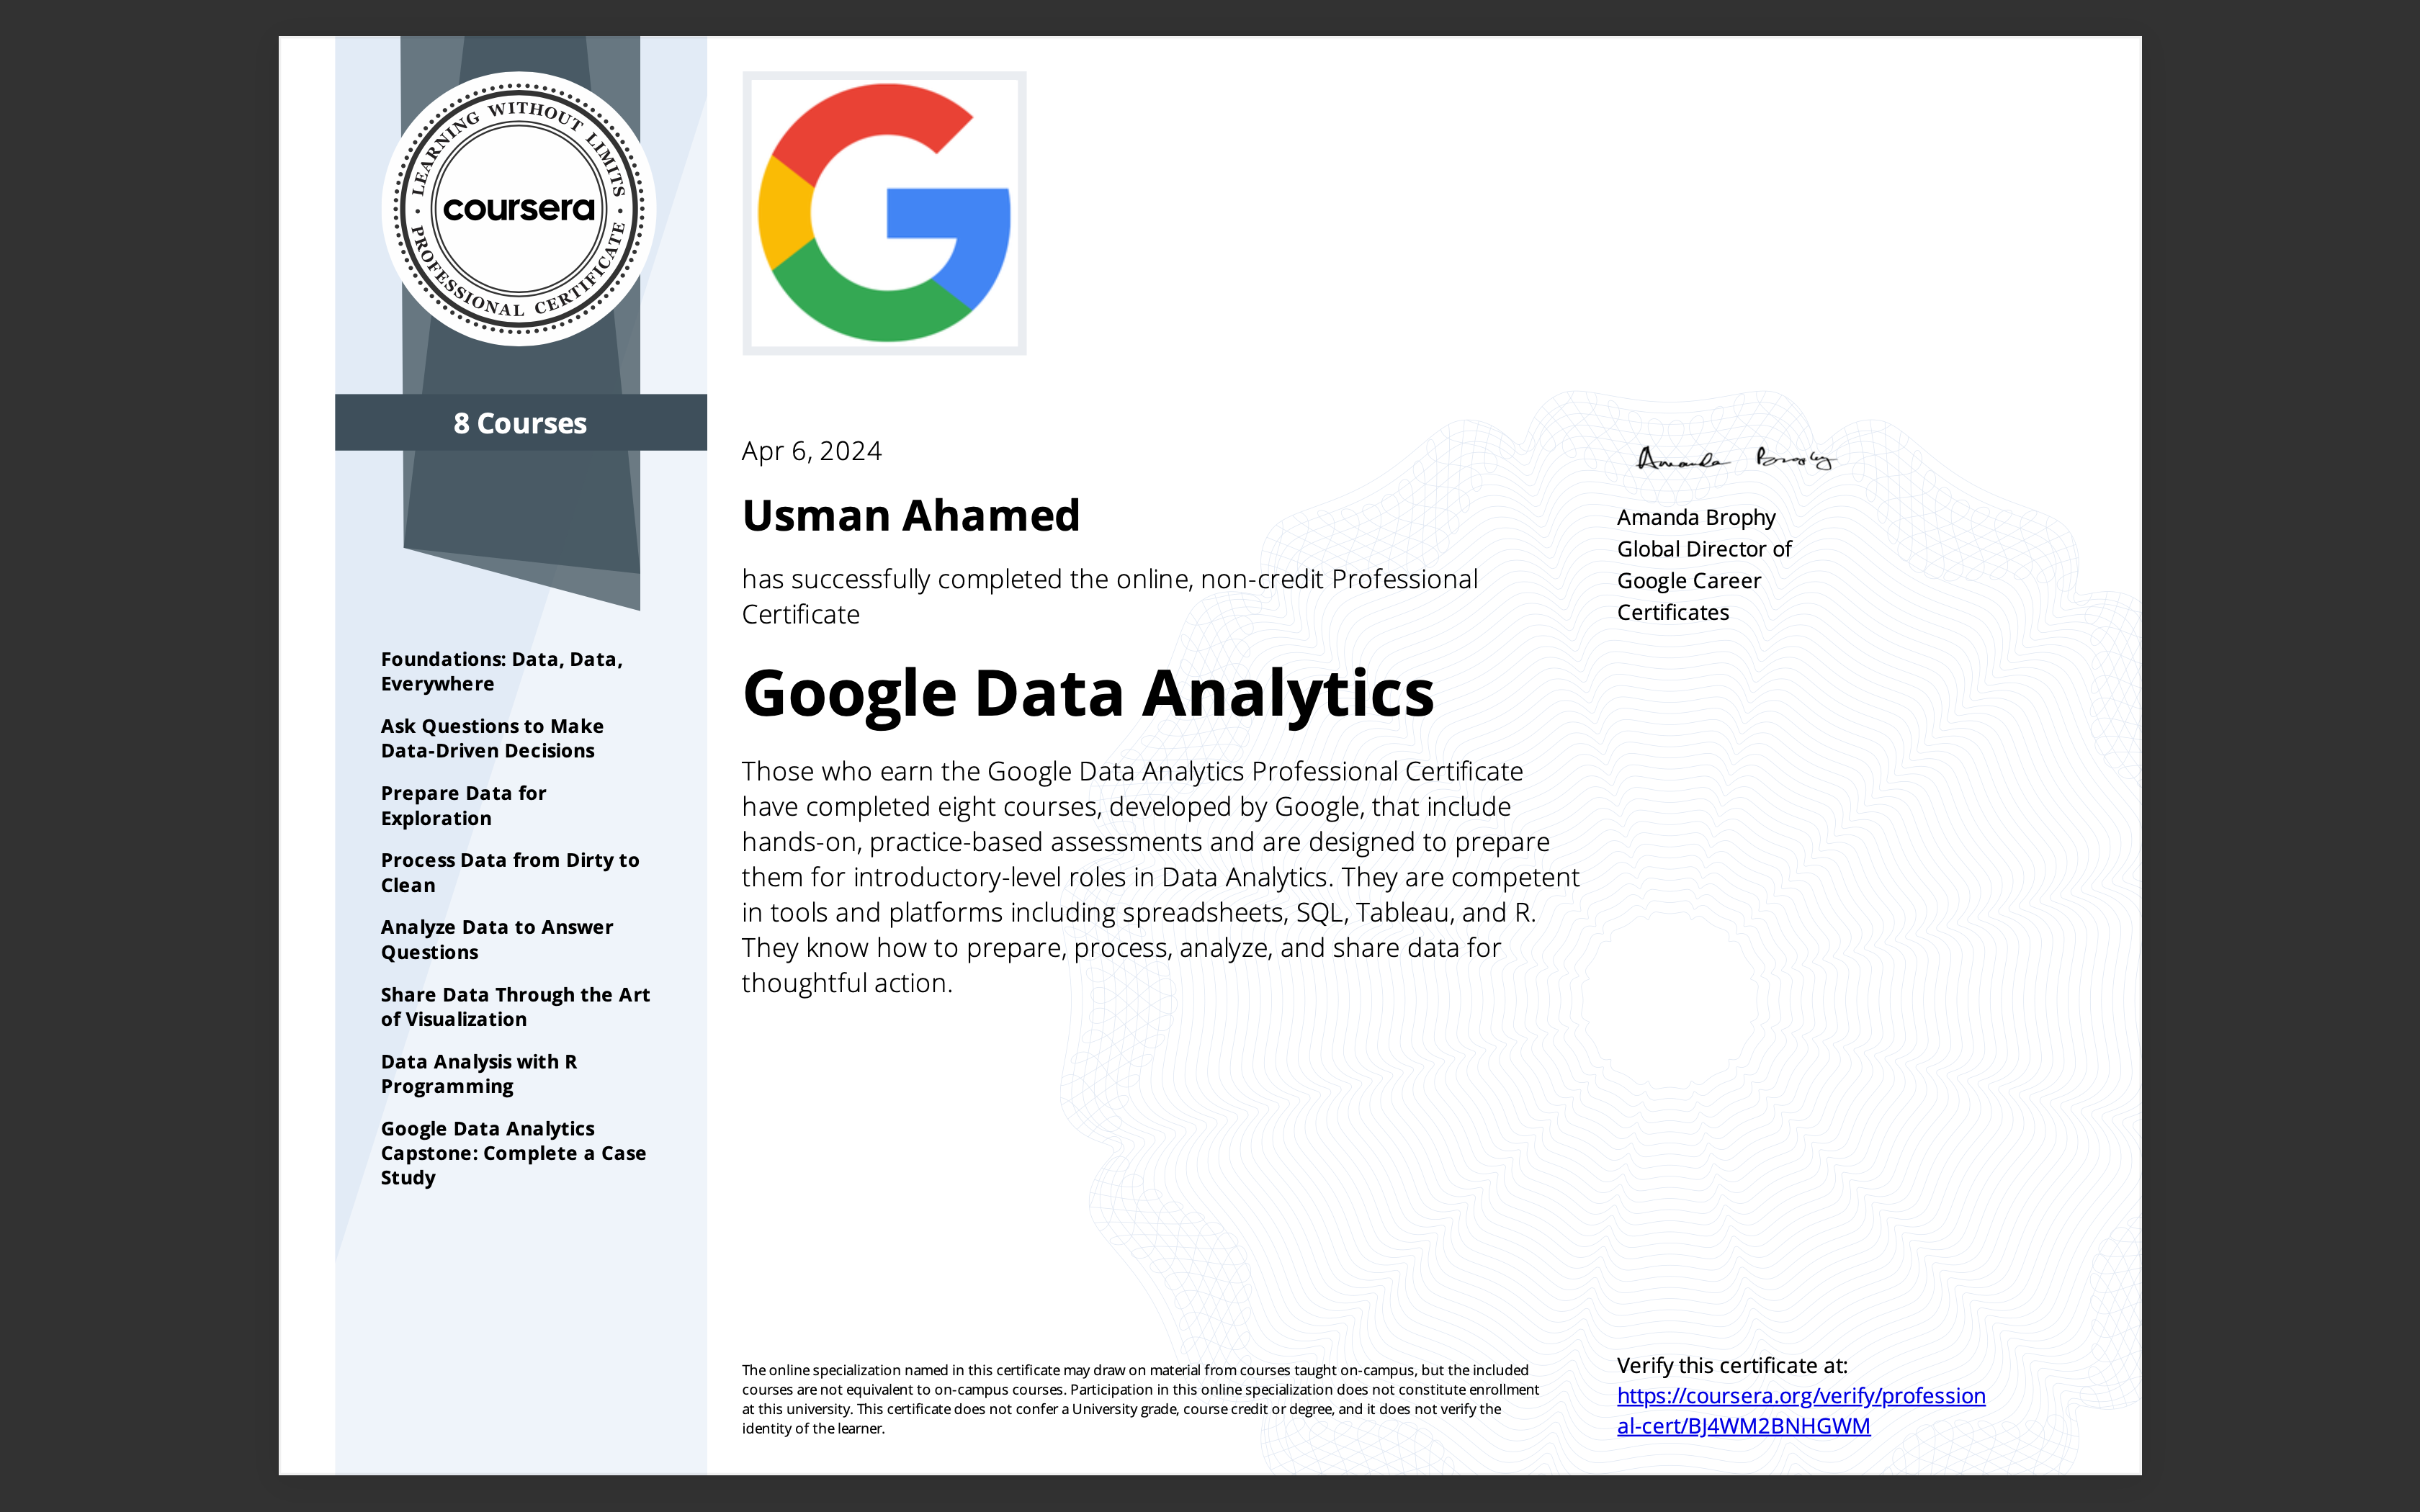 LEARNING WITHOUT LIMITS
coursera
PROFESSIONAL CERTIFICATE
8 Courses
Foundations: Data, Data,
Everywhere
Ask Questions to Make
Data-Driven Decisions
Prepare Data for
Exploration
Process Data from Dirty to
Clean
Analyze Data to Answer
Questions
Share Data Through the Art
of Visualization
Data Analysis with R
Programming
Google Data Analytics
Capstone: Complete a Case
Study
G
Apr 6, 2024
Usman Ahamed
has successfully completed the online, non-credit Professional
Certificate
Google Data Analytics
Those who earn the Google Data Analytics Professional Certificate
have completed eight courses, developed by Google, that include
hands-on, practice-based assessments and are designed to prepare
them for introductory-level roles in Data Analytics. They are competent
in tools and platforms including spreadsheets, SQL, Tableau, and R.
They know how to prepare, process, analyze, and share data for
thoughtful action.
Amanda Brophy
Amanda Brophy
Global Director of
Google Career
Certificates
The online specialization named in this certificate may draw on material from courses taught on-campus, but the included
courses are not equivalent to on-campus courses. Participation in this online specialization does not constitute enrollment
at this university. This certificate does not confer a University grade, course credit or degree, and it does not verify the
identity of the learner.
Verify this certificate at:
https://coursera.org/verify/profession
al-cert/BJ4WM2BNHGWM